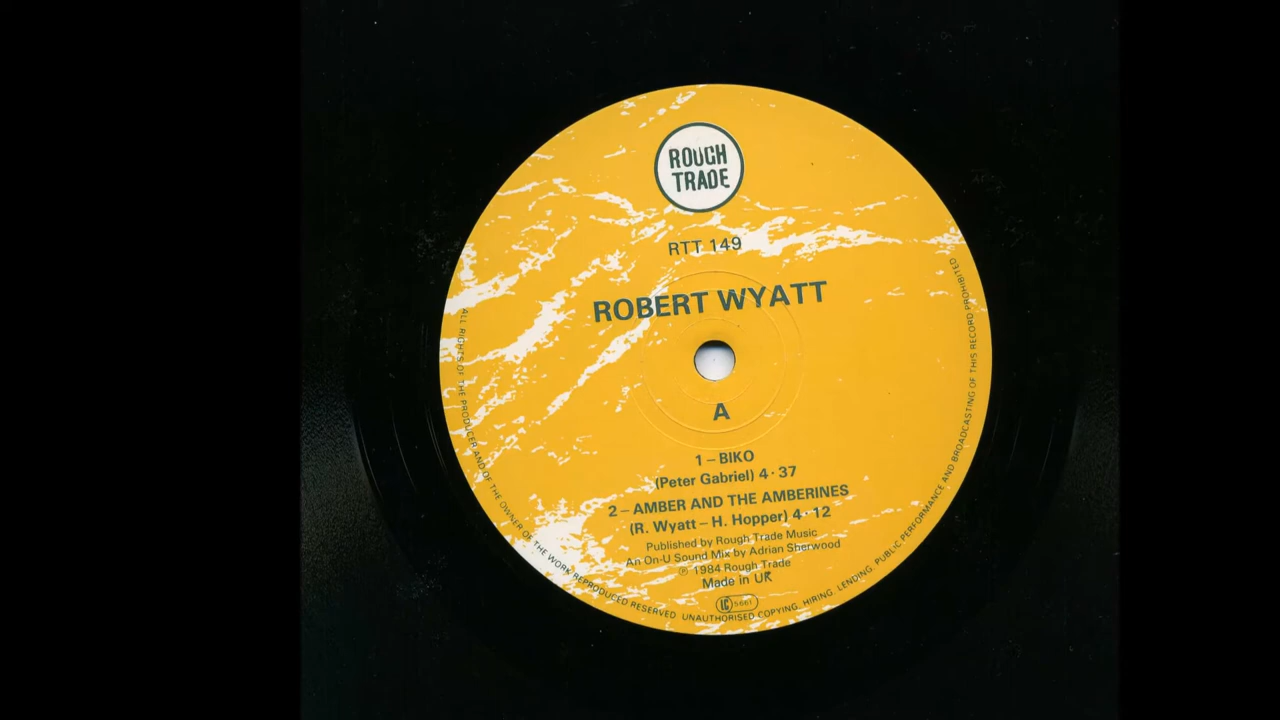 ROUGH
TRADE
RTT 149
ROBERT WYATT
A
1–BIKO
(Peter Gabriel) 4·37
2–AMBER AND THE AMBERINES
(R. Wyatt – H. Hopper) 4·12
Published by Rough Trade Music
An On-U Sound Mix by Adrian Sherwood
℗ 1984 Rough Trade
Made in UK
LC 5661
ALL RIGHTS OF THE PRODUCER AND OF THE OWNER OF THE WORK REPRODUCED RESERVED UNAUTHORISED COPYING, HIRING, LENDING, PUBLIC PERFORMANCE AND BROADCASTING OF THIS RECORD PROHIBITED